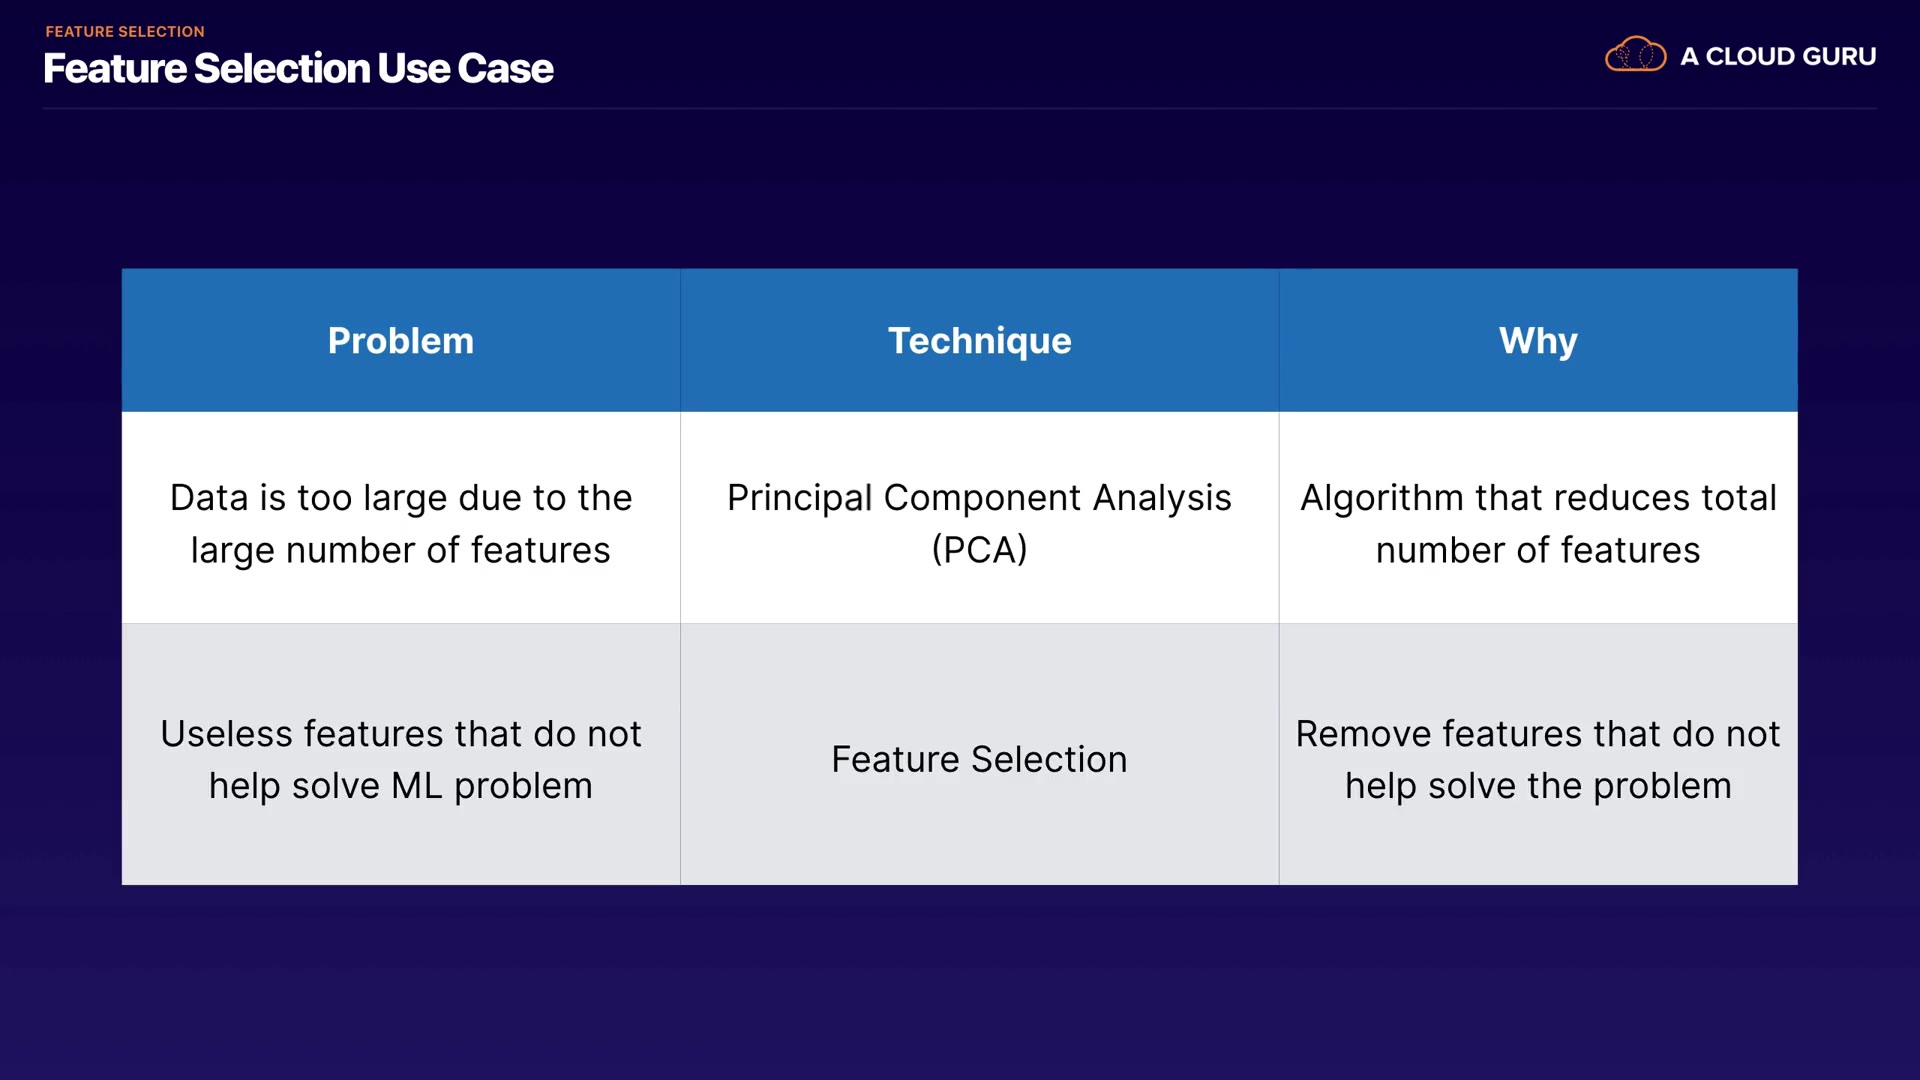 FEATURE SELECTION
Feature Selection Use Case
A CLOUD GURU
Problem
Technique
Why
Data is too large due to the
large number of features
Principal Component Analysis
(PCA)
Algorithm that reduces total
number of features
Useless features that do not
help solve ML problem
Feature Selection
Remove features that do not
help solve the problem